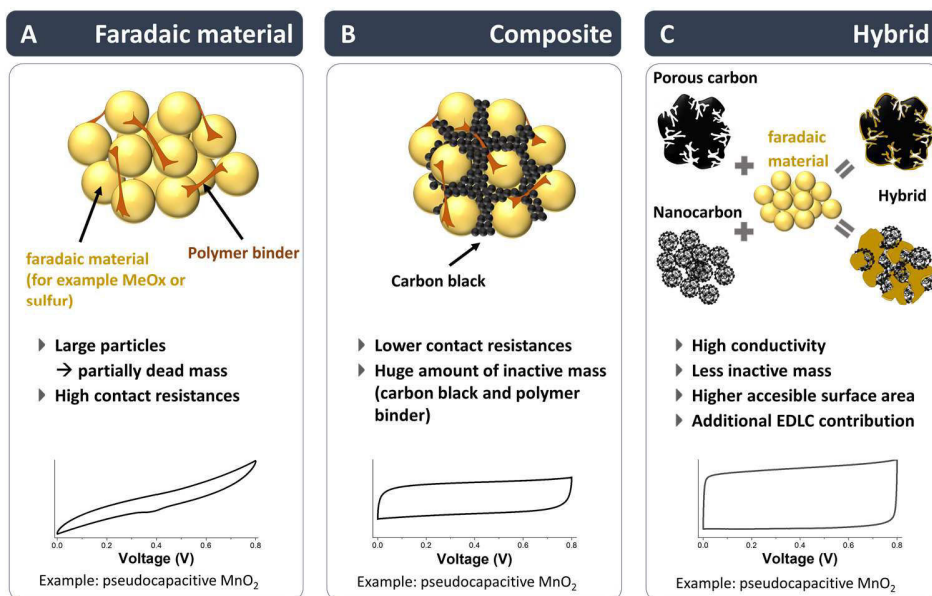 A Faradaic material
faradaic material
(for example MeOx or
sulfur)
Polymer binder
▶ Large particles
→ partially dead mass
▶ High contact resistances
0.0 0.2 0.4 0.6 0.8
Voltage (V)
Example: pseudocapacitive MnO₂
B Composite
Carbon black
▶ Lower contact resistances
▶ Huge amount of inactive mass
(carbon black and polymer
binder)
0.0 0.2 0.4 0.6 0.8
Voltage (V)
Example: pseudocapacitive MnO₂
C Hybrid
Porous carbon
faradaic
material
Hybrid
Nanocarbon
▶ High conductivity
▶ Less inactive mass
▶ Higher accesible surface area
▶ Additional EDLC contribution
0.0 0.2 0.4 0.6 0.8
Voltage (V)
Example: pseudocapacitive MnO₂